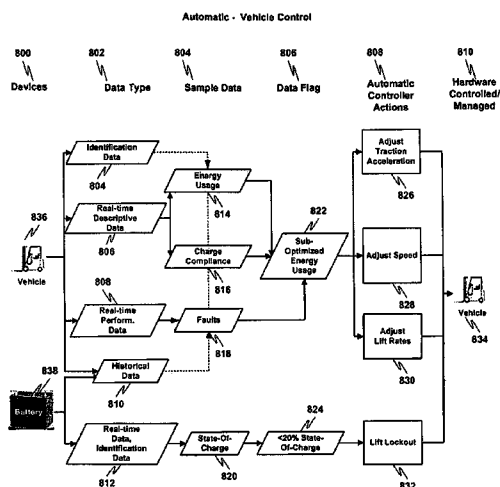 Automatic - Vehicle Control
800
802
804
806
808
810
Devices
Data Type
Sample Data
Data Flag
Automatic
Controller
Actions
Hardware
Controlled/
Managed
Identification
Data
804
Energy
Usage
814
Adjust
Traction
Acceleration
826
836
Vehicle
Real-time
Descriptive
Data
806
Charge
Compliance
816
822
Sub-
Optimized
Energy
Usage
Adjust Speed
828
Vehicle
834
808
Real-time
Perform. Data
Faults
818
Adjust
Lift Rates
830
838
Battery
Historical
Data
810
Real-time
Data,
Identification
Data
812
State-Of-
Charge
820
824
<20% State-
Of-Charge
Lift Lockout
832